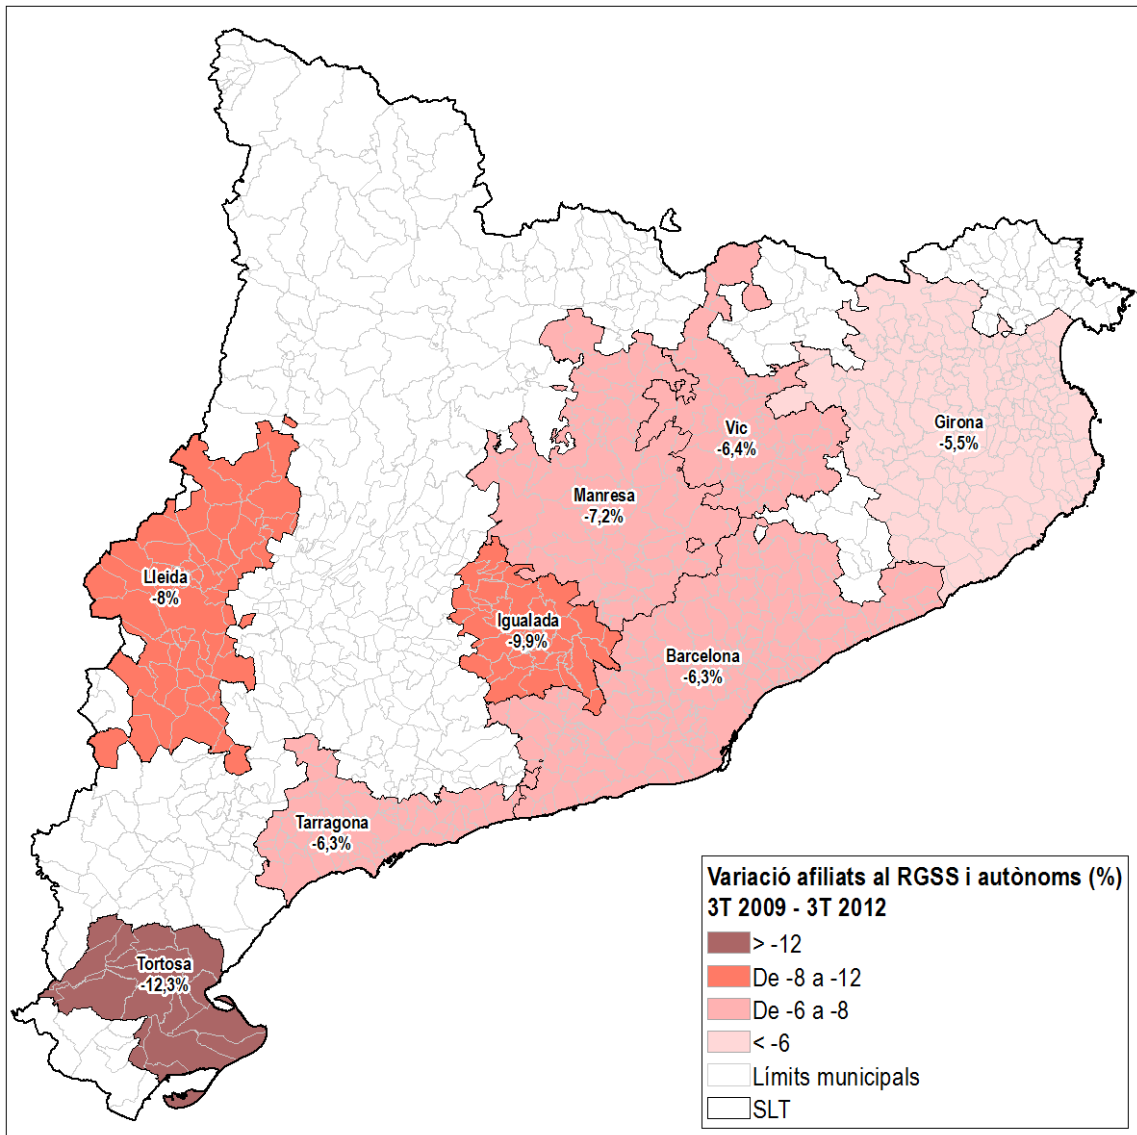 Vic
-6,4%
Girona
-5,5%
Manresa
-7,2%
Lleida
-8%
Igualada
-9,9%
Barcelona
-6,3%
Tarragona
-6,3%
Tortosa
-12,3%
Variació afiliats al RGSS i autònoms (%)
3T 2009 - 3T 2012
> -12
De -8 a -12
De -6 a -8
< -6
Límits municipals
SLT